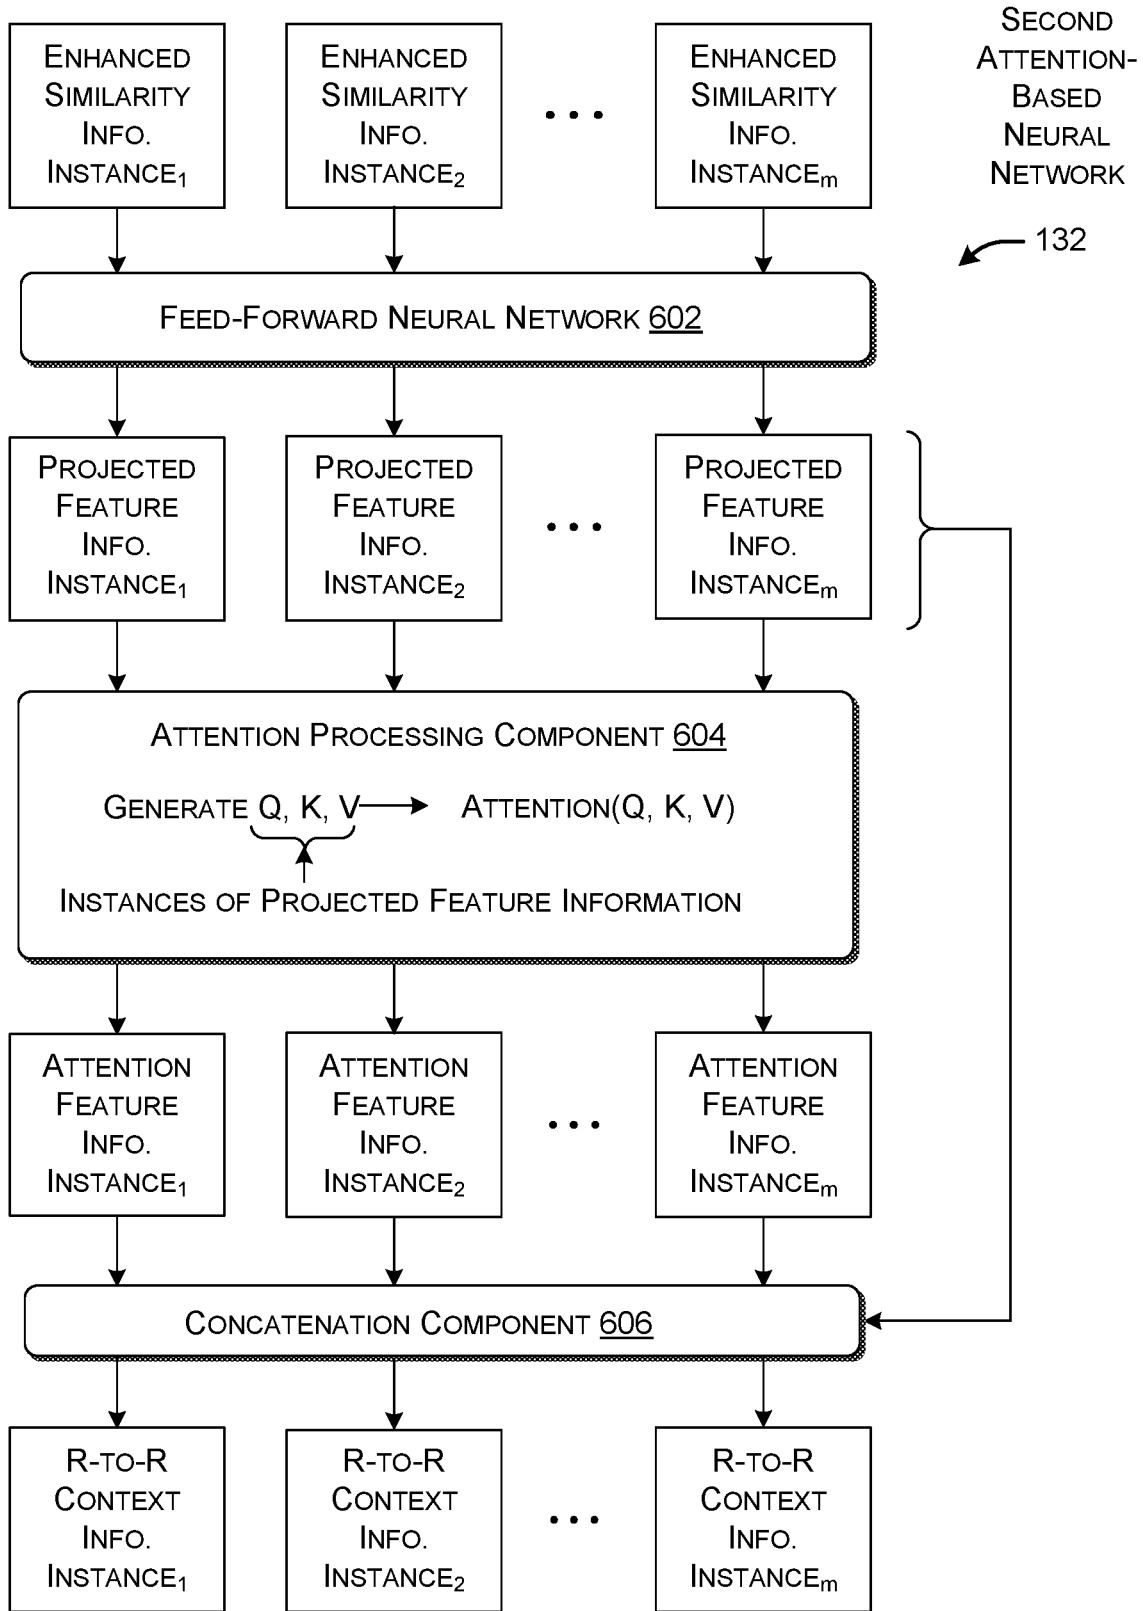 SECOND
ATTENTION-
BASED
NEURAL
NETWORK
132
ENHANCED
SIMILARITY
INFO.
INSTANCE1
ENHANCED
SIMILARITY
INFO.
INSTANCE2
...
ENHANCED
SIMILARITY
INFO.
INSTANCEm
FEED-FORWARD NEURAL NETWORK 602
PROJECTED
FEATURE
INFO.
INSTANCE1
PROJECTED
FEATURE
INFO.
INSTANCE2
...
PROJECTED
FEATURE
INFO.
INSTANCEm
ATTENTION PROCESSING COMPONENT 604
GENERATE Q, K, V
ATTENTION(Q, K, V)
INSTANCES OF PROJECTED FEATURE INFORMATION
ATTENTION
FEATURE
INFO.
INSTANCE1
ATTENTION
FEATURE
INFO.
INSTANCE2
...
ATTENTION
FEATURE
INFO.
INSTANCEm
CONCATENATION COMPONENT 606
R-TO-R
CONTEXT
INFO.
INSTANCE1
R-TO-R
CONTEXT
INFO.
INSTANCE2
...
R-TO-R
CONTEXT
INFO.
INSTANCEm